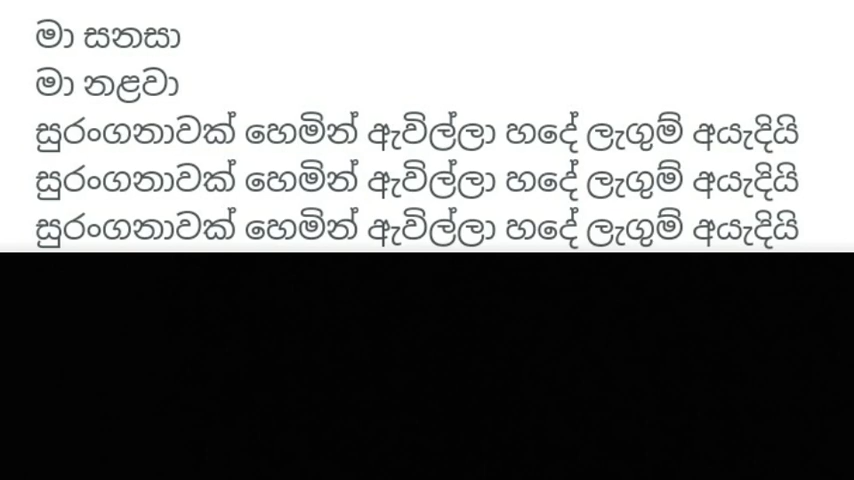 මා සනසා
මා නළවා
සුරංගනාවක් හෙමින් ඇවිල්ලා හදේ ලැගුම් අයැදියි
සුරංගනාවක් හෙමින් ඇවිල්ලා හදේ ලැගුම් අයැදියි
සුරංගනාවක් හෙමින් ඇවිල්ලා හදේ ලැගුම් අයැදියි